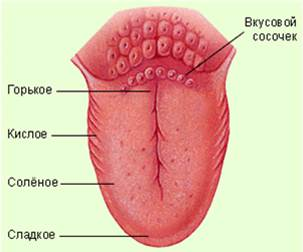 Вкусовой
сосочек
Горькое
Кислое
Солёное
Сладкое